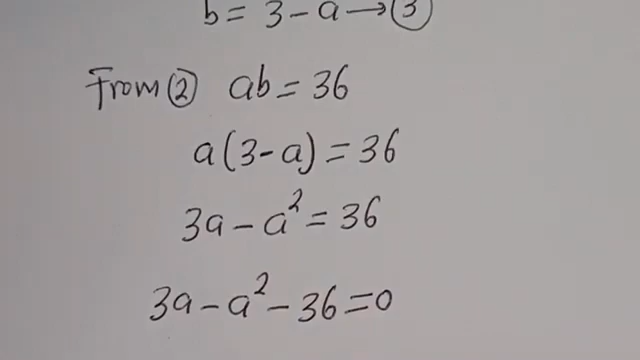 b = 3 - a → ③
From ② ab = 36
a(3-a) = 36
3a - a² = 36
3a - a² - 36 = 0